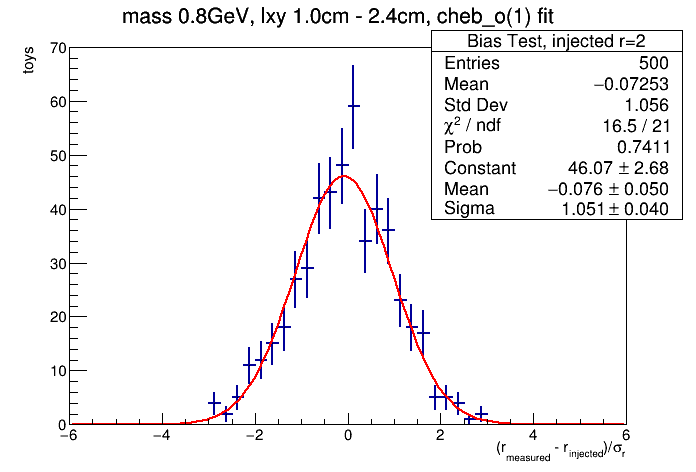 mass 0.8GeV, lxy 1.0cm - 2.4cm, cheb_o(1) fit
toys
Bias Test, injected r=2
Entries 500
Mean −0.07253
Std Dev 1.056
χ² / ndf 16.5 / 21
Prob 0.7411
Constant 46.07 ± 2.68
Mean −0.076 ± 0.050
Sigma 1.051 ± 0.040
70
60
50
40
30
20
10
0
−6 −4 −2 0 2 4 6
(r_measured - r_injected)/σ_r